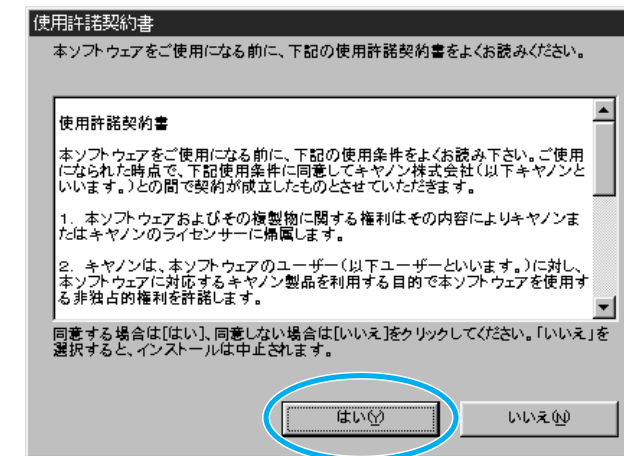 使用許諾契約書
本ソフトウェアをご使用になる前に、下記の使用許諾契約書をよくお読みください。
使用許諾契約書
本ソフトウェアをご使用になる前に、下記の使用条件をよくお読み下さい。ご使用
になられた時点で、下記使用条件に同意してキヤノン株式会社(以下キヤノンと
いいます。)との間で契約が成立したものとさせていただきます。
1. 本ソフトウェアおよびその複製物に関する権利はその内容によりキヤノンま
たはキヤノンのライセンサーに帰属します。
2. キヤノンは、本ソフトウェアのユーザー(以下ユーザーといいます。)に対し、
本ソフトウェアに対応するキヤノン製品を利用する目的で本ソフトウェアを使用す
る非独占的権利を許諾します。
同意する場合は[はい]、同意しない場合は[いいえ]をクリックしてください。「いいえ」を
選択すると、インストールは中止されます。
はい(Y)
いいえ(N)